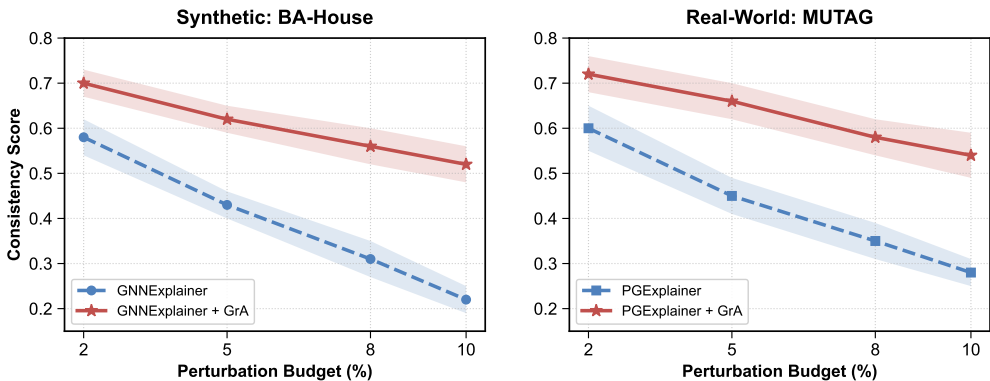 Synthetic: BA-House
Consistency Score
0.8
0.7
0.6
0.5
0.4
0.3
0.2
GNNExplainer
GNNExplainer + GrA
2 5 8 10
Perturbation Budget (%)
Real-World: MUTAG
0.8
0.7
0.6
0.5
0.4
0.3
0.2
PGExplainer
PGExplainer + GrA
2 5 8 10
Perturbation Budget (%)